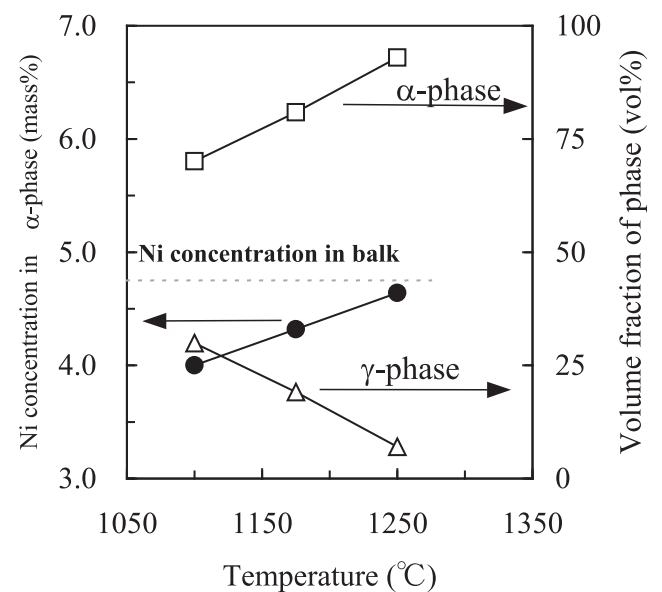 7.0
6.0
5.0
4.0
3.0
Ni concentration in α-phase (mass%)
100
75
50
25
0
Volume fraction of phase (vol%)
α-phase
Ni concentration in balk
γ-phase
1050 1150 1250 1350
Temperature (℃)